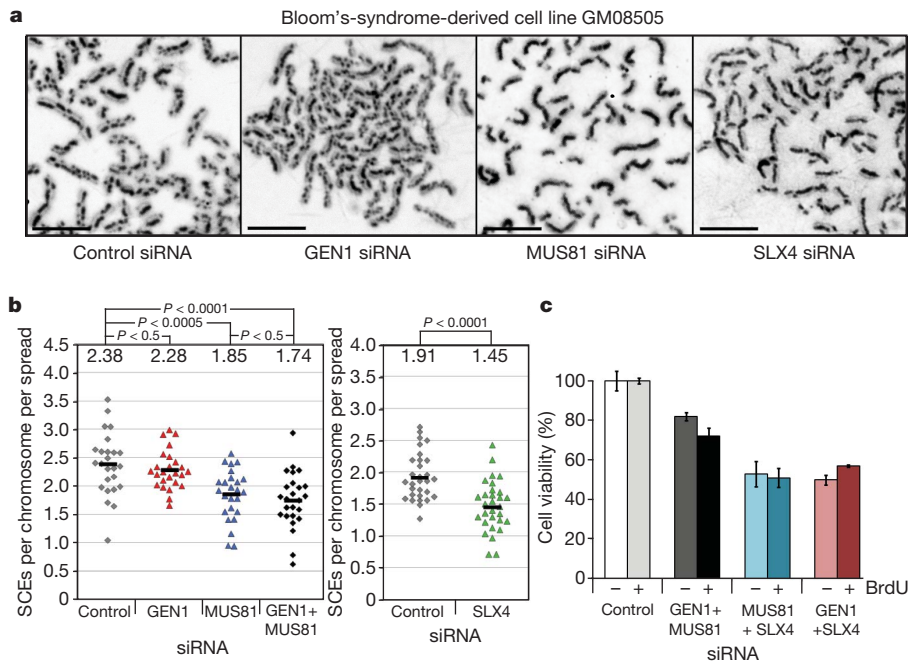 a
Bloom's-syndrome-derived cell line GM08505
Control siRNA
GEN1 siRNA
MUS81 siRNA
SLX4 siRNA
b
P < 0.0001
P < 0.0005
P < 0.5
P < 0.5
SCEs per chromosome per spread
4.5
4.0
3.5
3.0
2.5
2.0
1.5
1.0
0.5
0
2.38
2.28
1.85
1.74
Control
GEN1
MUS81
GEN1+
MUS81
siRNA
P < 0.0001
SCEs per chromosome per spread
4.5
4.0
3.5
3.0
2.5
2.0
1.5
1.0
0.5
0
1.91
1.45
Control
SLX4
siRNA
c
Cell viability (%)
100
80
60
40
20
0
− + − + − + − + BrdU
Control
GEN1+
MUS81
MUS81
+ SLX4
GEN1
+SLX4
siRNA